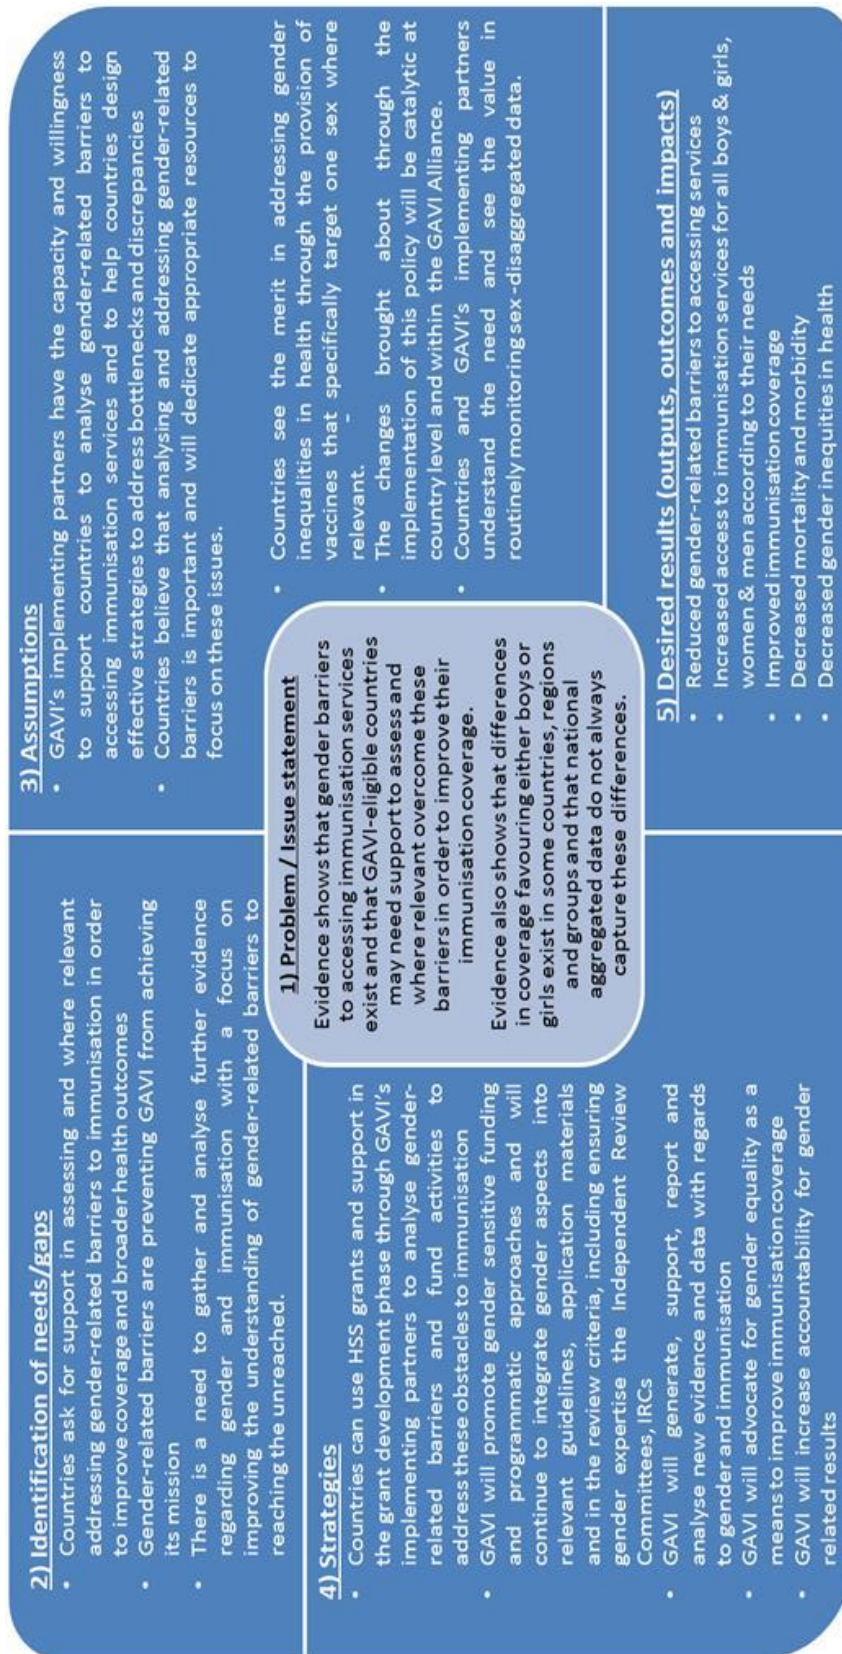 2) Identification of needs/gaps
• Countries ask for support in assessing and where relevant
addressing gender-related barriers to immunisation in order
to improve coverage and broader health outcomes
• Gender-related barriers are preventing GAVI from achieving
its mission
• There is a need to gather and analyse further evidence
regarding gender and immunisation with a focus on
improving the understanding of gender-related barriers to
reaching the unreached.
3) Assumptions
• GAVI's implementing partners have the capacity and willingness
to support countries to analyse gender-related barriers to
accessing immunisation services and to help countries design
effective strategies to address bottlenecks and discrepancies
• Countries believe that analysing and addressing gender-related
barriers is important and will dedicate appropriate resources to
focus on these issues.
• Countries see the merit in addressing gender
inequalities in health through the provision of
vaccines that specifically target one sex where
relevant.
• The changes brought about through the
implementation of this policy will be catalytic at
country level and within the GAVI Alliance.
• Countries and GAVI's implementing partners
understand the need and see the value in
routinely monitoring sex-disaggregated data.
1) Problem / Issue statement
Evidence shows that gender barriers
to accessing immunisation services
exist and that GAVI-eligible countries
may need support to assess and
where relevant overcome these
barriers in order to improve their
immunisation coverage.
Evidence also shows that differences
in coverage favouring either boys or
girls exist in some countries, regions
and groups and that national
aggregated data do not always
capture these differences.
4) Strategies
• Countries can use HSS grants and support in
the grant development phase through GAVI's
implementing partners to analyse gender-
related barriers and fund activities to
address these obstacles to immunisation
• GAVI will promote gender sensitive funding
and programmatic approaches and will
continue to integrate gender aspects into
relevant guidelines, application materials
and in the review criteria, including ensuring
gender expertise the Independent Review
Committees, IRCs
• GAVI will generate, support, report and
analyse new evidence and data with regards
to gender and immunisation
• GAVI will advocate for gender equality as a
means to improve immunisation coverage
• GAVI will increase accountability for gender
related results
5) Desired results (outputs, outcomes and impacts)
• Reduced gender-related barriers to accessing services
• Increased access to immunisation services for all boys & girls,
women & men according to their needs
• Improved immunisation coverage
• Decreased mortality and morbidity
• Decreased gender inequities in health